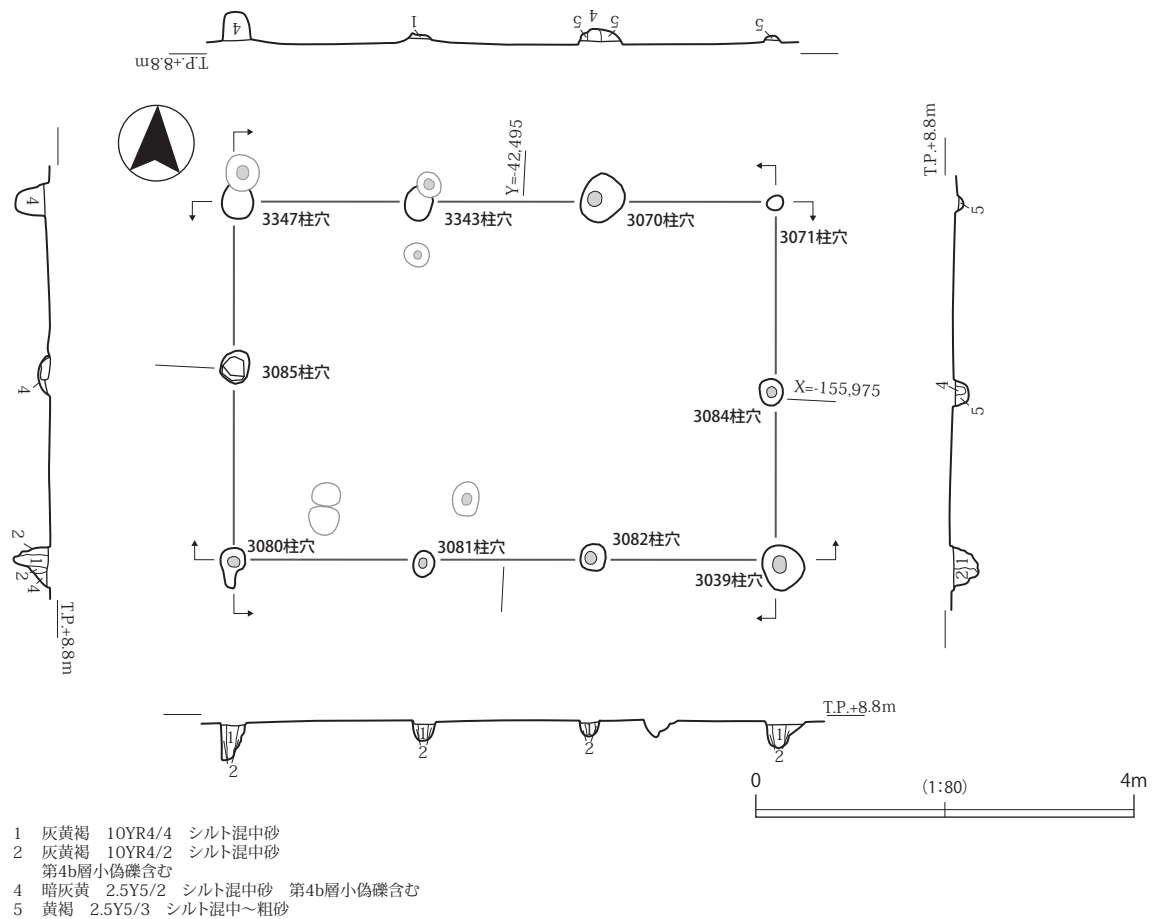 4
1
5 4 5
5
T.P.+8.8m
T.P.+8.8m
Y=-42,495
4
5
3347柱穴
3343柱穴
3070柱穴
3071柱穴
3085柱穴
4
X=-155,975
3084柱穴
4
5
2
1
2
4
3080柱穴
3081柱穴
3082柱穴
3039柱穴
1
2
T.P.+8.8m
T.P.+8.8m
1
2
1
2
2
1
2
0
(1:80)
4m
1 灰黄褐 10YR4/4 シルト混中砂
2 灰黄褐 10YR4/2 シルト混中砂
第4b層小偽礫含む
4 暗灰黄 2.5Y5/2 シルト混中砂 第4b層小偽礫含む
5 黄褐 2.5Y5/3 シルト混中～粗砂